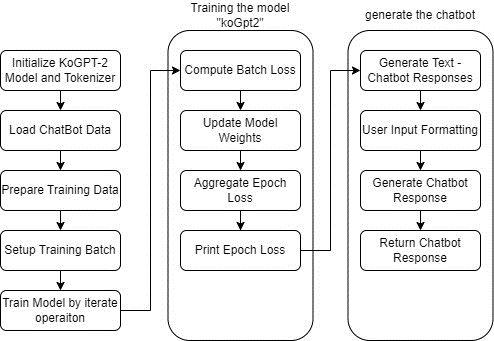 Initialize KoGPT-2
Model and Tokenizer
Load ChatBot Data
Prepare Training Data
Setup Training Batch
Train Model by iterate
operaiton
Training the model
"koGpt2"
Compute Batch Loss
Update Model
Weights
Aggregate Epoch
Loss
Print Epoch Loss
generate the chatbot
Generate Text -
Chatbot Responses
User Input Formatting
Generate Chatbot
Response
Return Chatbot
Response